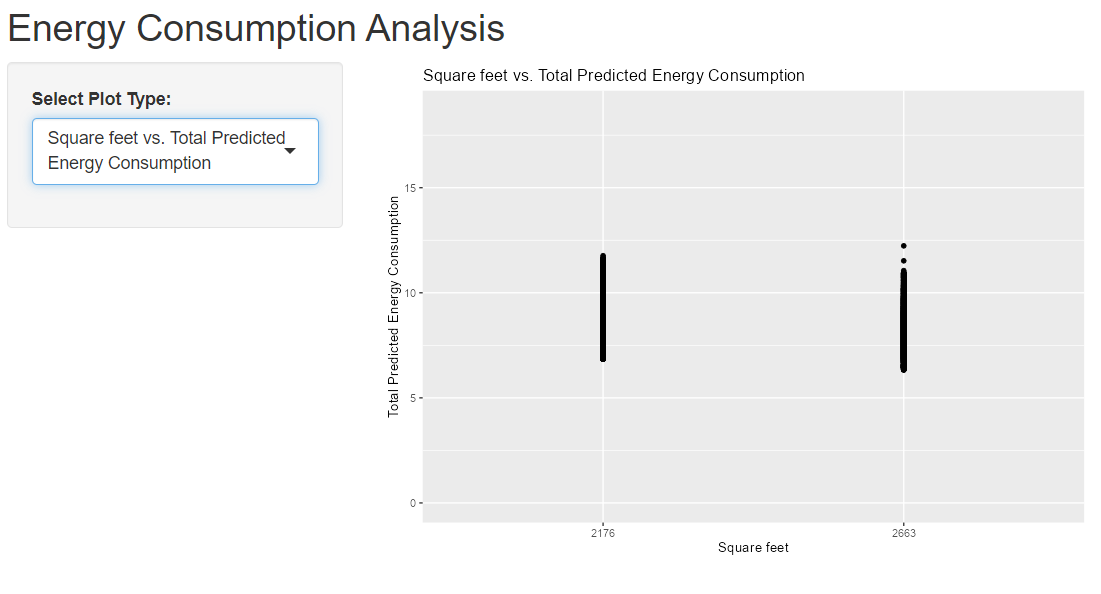 Energy Consumption Analysis
Select Plot Type:
Square feet vs. Total Predicted
Energy Consumption
Square feet vs. Total Predicted Energy Consumption
Total Predicted Energy Consumption
15
10
5
0
2176
2663
Square feet